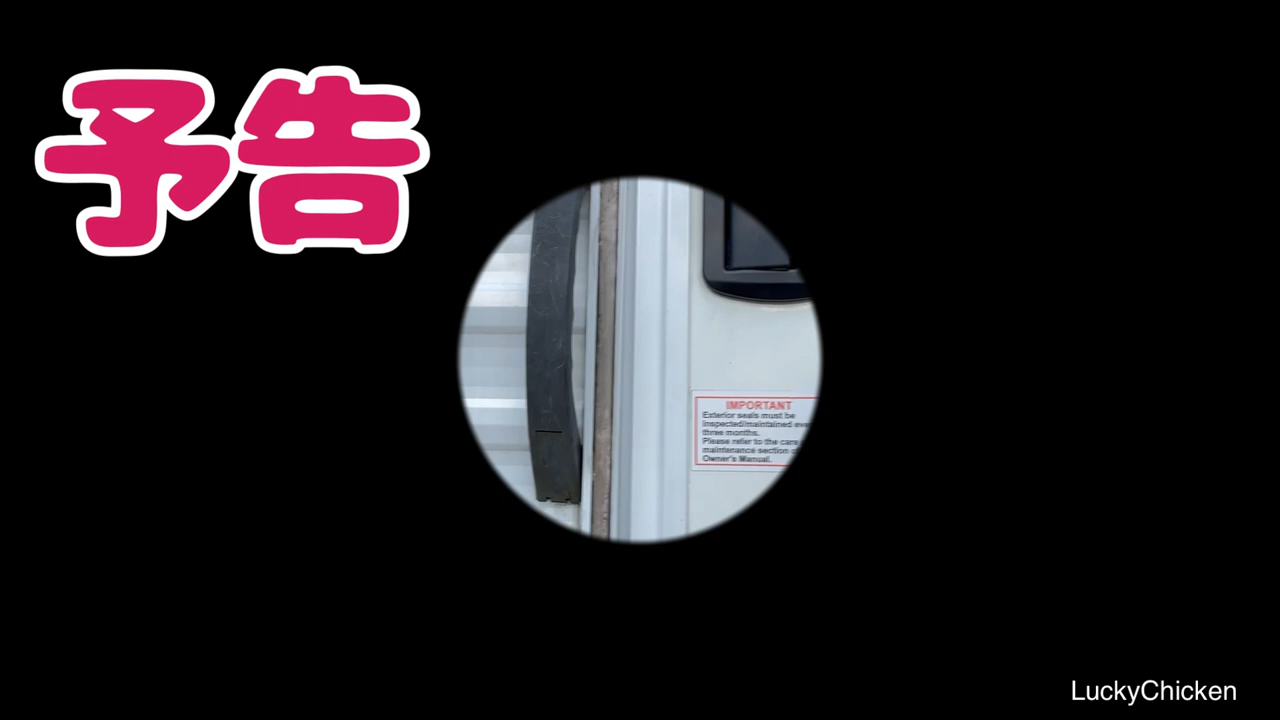 予告
IMPORTANT
Exterior seals must be
inspected/maintained
three months.
Please refer to the care
maintenance section
Owner's Manual.
LuckyChicken